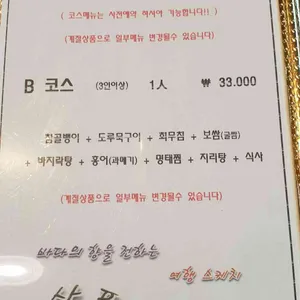 ( 코스메뉴는 사전예약 하셔야 가능합니다!! )
(계절상품으로 일부메뉴 변경될수 있습니다)
B 코스 (3인이상) 1人 ₩ 33.000
참골뱅이 + 도루묵구이 + 회무침 + 보쌈(굴찜)
+ 바지락탕 + 홍어(과메기) + 명태찜 + 지리탕 + 식사
(계절상품으로 일부메뉴 변경될수 있습니다)
바다의 향을 전하는
여행 스케치